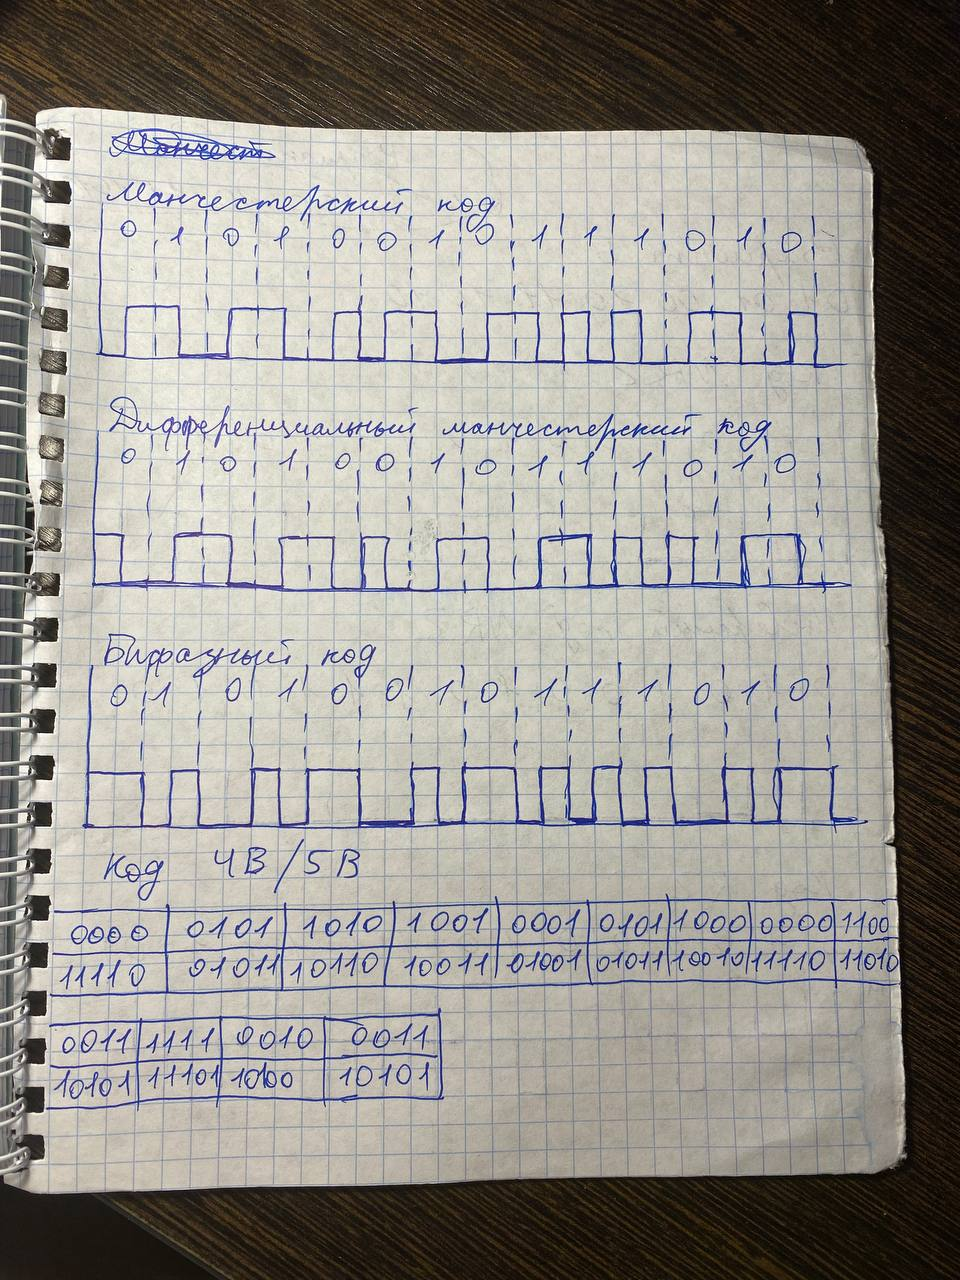 Манчест
Манчестерский код
0 1 0 1 0 0 1 0 1 1 1 0 1 0
Дифференциальный манчестерский код
0 1 0 1 0 0 1 0 1 1 1 0 1 0
Бифазный код
0 1 0 1 0 0 1 0 1 1 1 0 1 0
Код 4B/5B
0000 0101 1010 1001 0001 0101 1000 0000 1100
11110 01011 10110 10011 01001 01011 10010 11110 11010
0011 1111 0010 0011
10101 11101 10100 10101